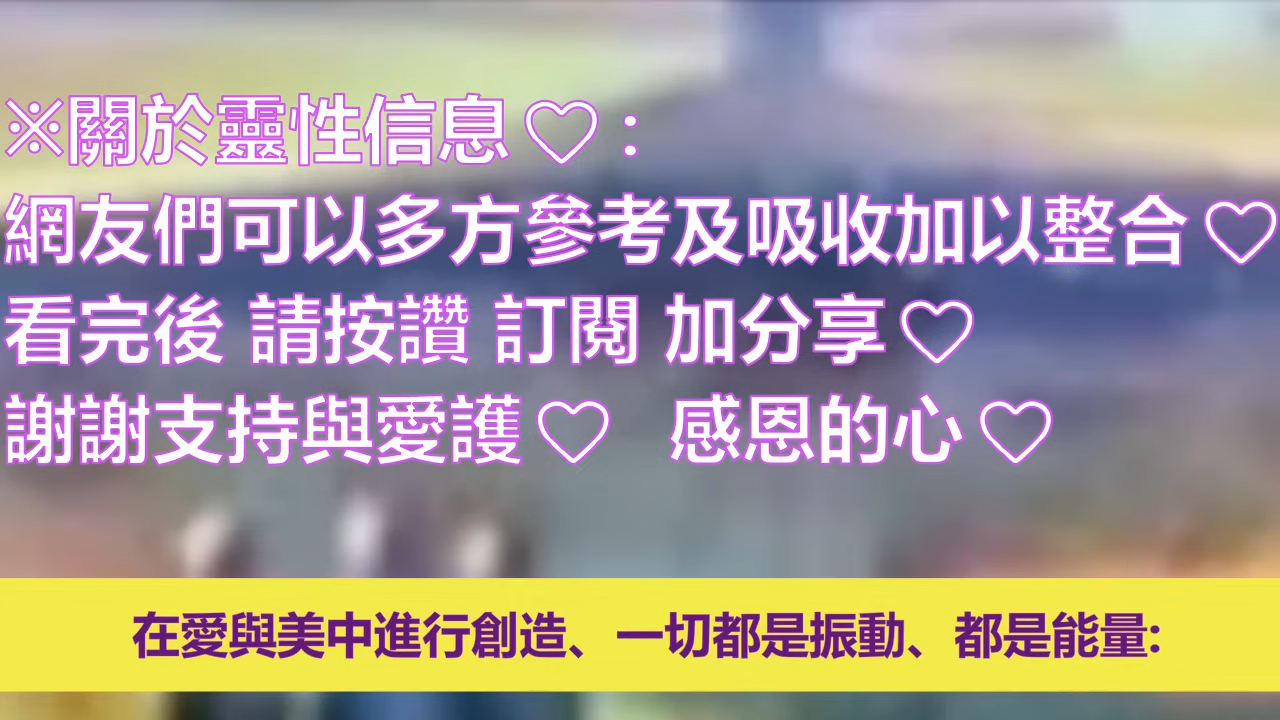 ※關於靈性信息♡:
網友們可以多方參考及吸收加以整合♡
看完後 請按讚 訂閱 加分享♡
謝謝支持與愛護♡ 感恩的心♡
在愛與美中進行創造、一切都是振動、都是能量: